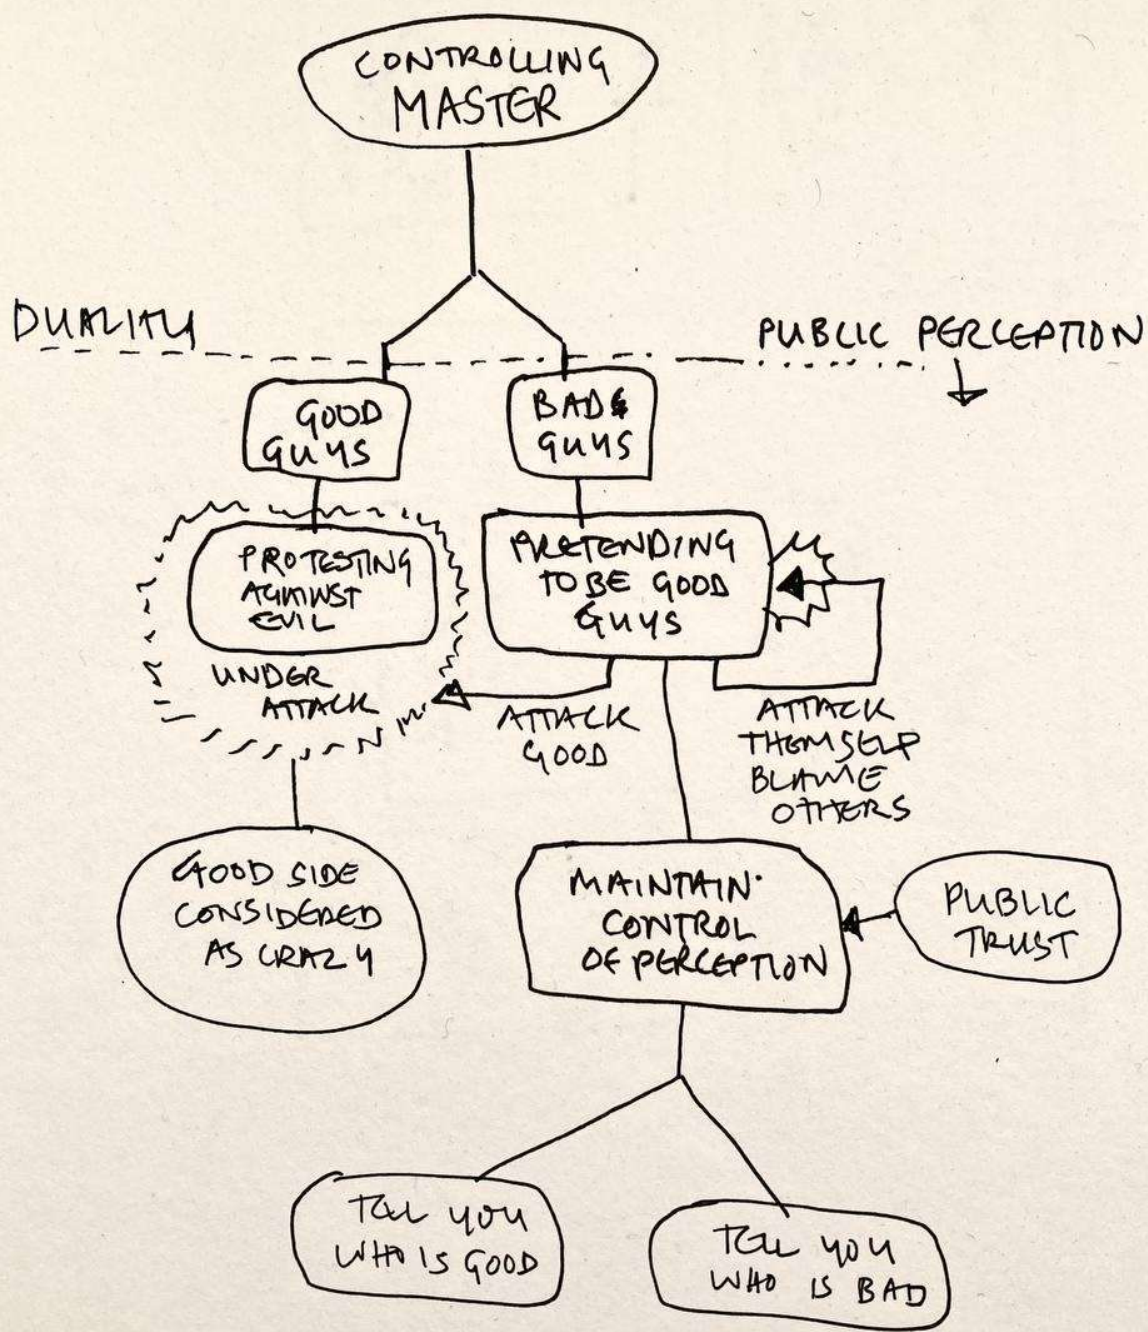 CONTROLLING
MASTER
DUALITY
PUBLIC PERCEPTION
GOOD
GUYS
BAD
GUYS
PROTESTING
AGAINST
EVIL
UNDER
ATTACK
PRETENDING
TO BE GOOD
GUYS
ATTACK
GOOD
ATTACK
THEMSELF
BLAME
OTHERS
GOOD SIDE
CONSIDERED
AS CRAZY
MAINTAIN
CONTROL
OF PERCEPTION
PUBLIC
TRUST
TELL YOU
WHO IS GOOD
TELL YOU
WHO IS BAD